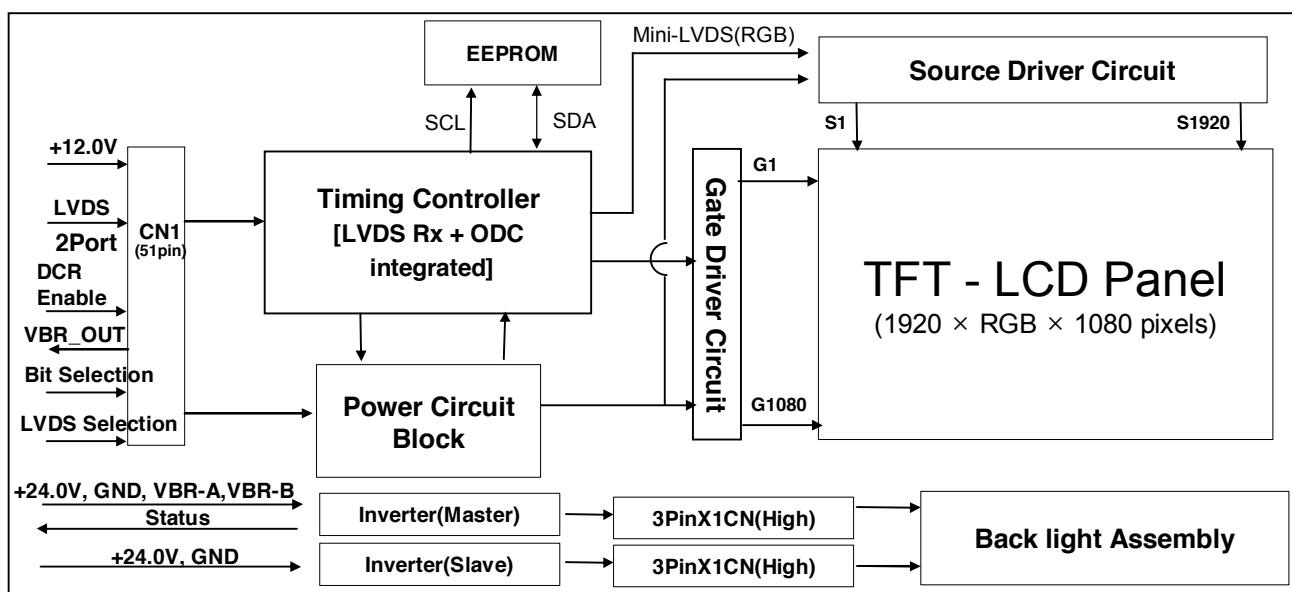 Mini-LVDS(RGB)
EEPROM
Source Driver Circuit
SCL
SDA
S1
S1920
+12.0V
LVDS
2Port
DCR
Enable
VBR_OUT
Bit Selection
LVDS Selection
CN1
(51pin)
Timing Controller
[LVDS Rx + ODC
integrated]
Power Circuit
Block
Gate Driver Circuit
G1
G1080
TFT - LCD Panel
(1920 × RGB × 1080 pixels)
+24.0V, GND, VBR-A,VBR-B
Status
+24.0V, GND
Inverter(Master)
3PinX1CN(High)
Inverter(Slave)
3PinX1CN(High)
Back light Assembly